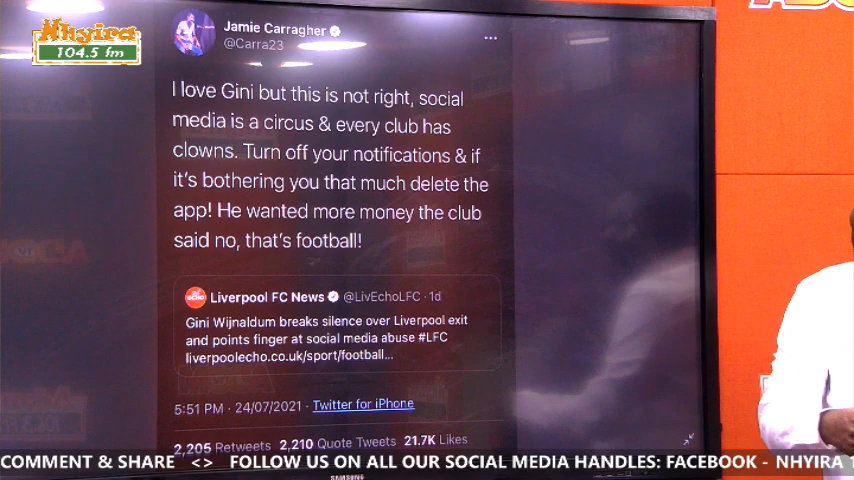 Nhyira
104.5 fm
Jamie Carragher
@Carra23
I love Gini but this is not right, social
media is a circus & every club has
clowns. Turn off your notifications & if
it's bothering you that much delete the
app! He wanted more money the club
said no, that's football!
ECHO
Liverpool FC News @LivEchoLFC · 1d
Gini Wijnaldum breaks silence over Liverpool exit
and points finger at social media abuse #LFC
liverpoolecho.co.uk/sport/football...
5:51 PM · 24/07/2021 · Twitter for iPhone
2,205 Retweets 2,210 Quote Tweets 21.7K Likes
COMMENT & SHARE <> FOLLOW US ON ALL OUR SOCIAL MEDIA HANDLES: FACEBOOK - NHYIRA 1
SAMSUNG